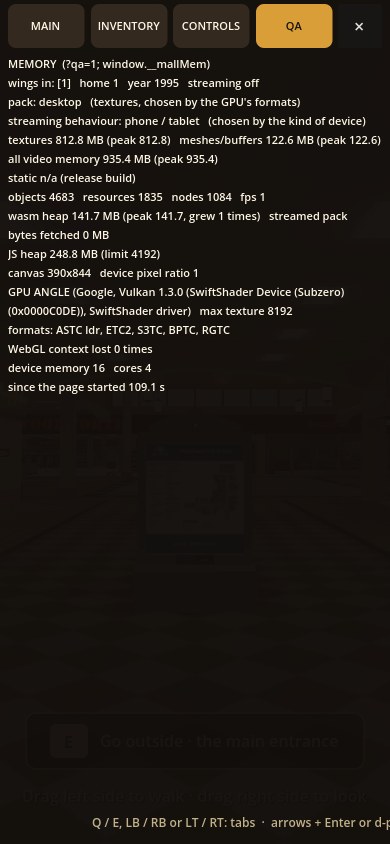 MAIN INVENTORY CONTROLS QA ×
MEMORY (?qa=1; window.__mallMem)
wings in: [1] home 1 year 1995 streaming off
pack: desktop (textures, chosen by the GPU's formats)
streaming behaviour: phone / tablet (chosen by the kind of device)
textures 812.8 MB (peak 812.8) meshes/buffers 122.6 MB (peak 122.6)
all video memory 935.4 MB (peak 935.4)
static n/a (release build)
objects 4683 resources 1835 nodes 1084 fps 1
wasm heap 141.7 MB (peak 141.7, grew 1 times) streamed pack
bytes fetched 0 MB
JS heap 248.8 MB (limit 4192)
canvas 390x844 device pixel ratio 1
GPU ANGLE (Google, Vulkan 1.3.0 (SwiftShader Device (Subzero)
(0x0000C0DE)), SwiftShader driver) max texture 8192
formats: ASTC ldr, ETC2, S3TC, BPTC, RGTC
WebGL context lost 0 times
device memory 16 cores 4
since the page started 109.1 s
E Go outside · the main entrance
Q / E, LB / RB or LT / RT: tabs · arrows + Enter or d-p